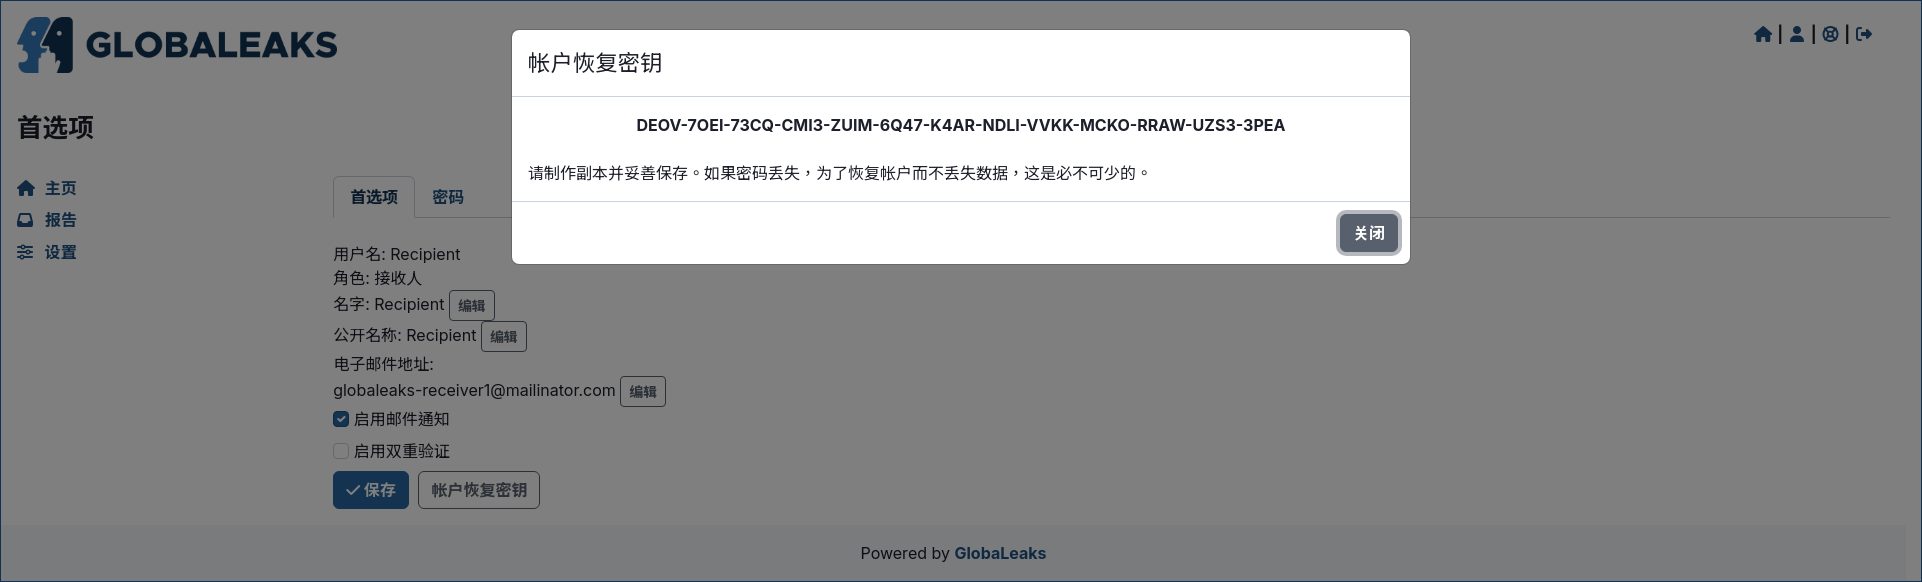 GLOBALEAKS
首选项
主页
报告
设置
首选项
密码
用户名: Recipient
角色: 接收人
名字: Recipient 编辑
公开名称: Recipient 编辑
电子邮件地址:
globaleaks-receiver1@mailinator.com 编辑
启用邮件通知
启用双重验证
保存 帐户恢复密钥
帐户恢复密钥
DEOV-7OEI-73CQ-CMI3-ZUIM-6Q47-K4AR-NDLI-VVKK-MCKO-RRAW-UZS3-3PEA
请制作副本并妥善保存。如果密码丢失，为了恢复帐户而不丢失数据，这是必不可少的。
关闭
Powered by GlobaLeaks